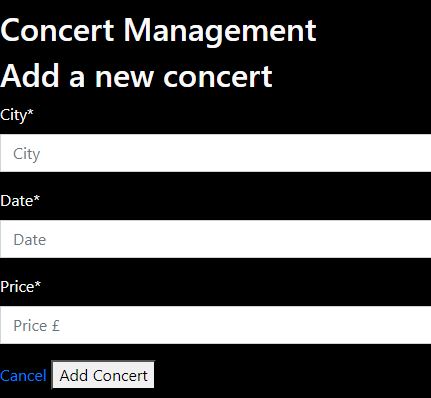 Concert Management
Add a new concert
City*
City
Date*
Date
Price*
Price £
Cancel Add Concert